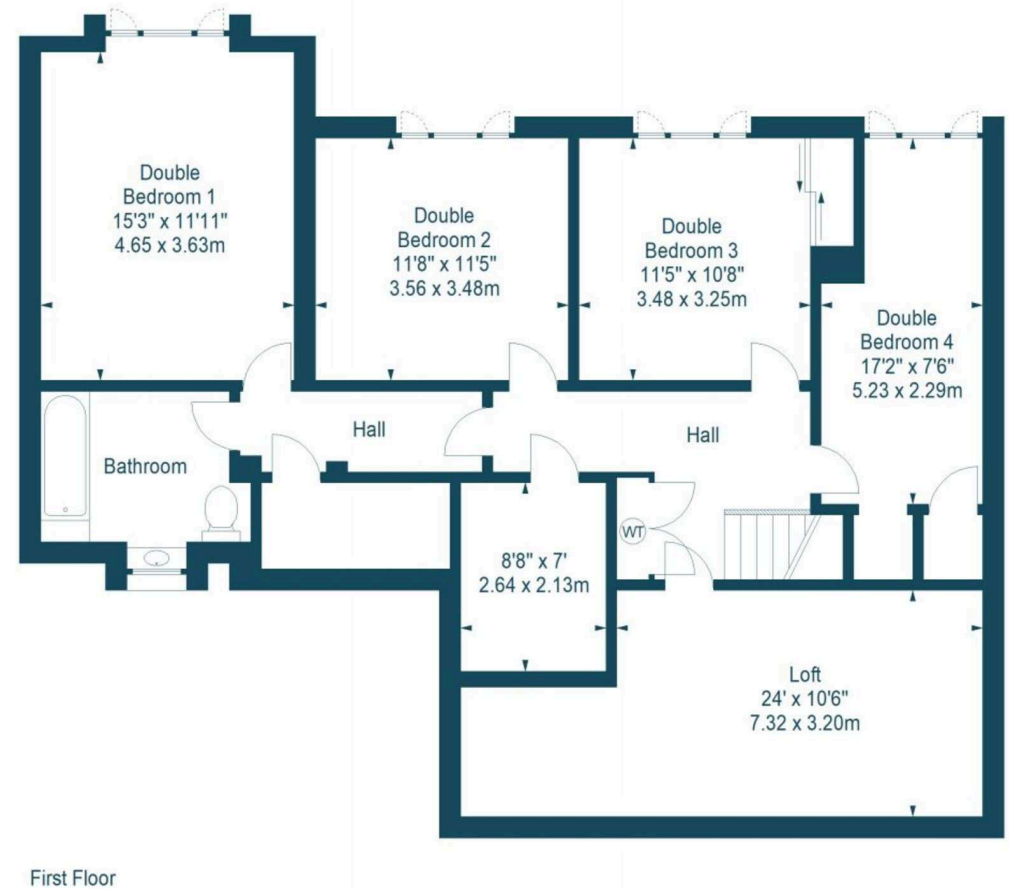 Double
Bedroom 1
15'3" x 11'11"
4.65 x 3.63m
Double
Bedroom 2
11'8" x 11'5"
3.56 x 3.48m
Double
Bedroom 3
11'5" x 10'8"
3.48 x 3.25m
Double
Bedroom 4
17'2" x 7'6"
5.23 x 2.29m
Hall
Hall
Bathroom
WT
8'8" x 7'
2.64 x 2.13m
Loft
24' x 10'6"
7.32 x 3.20m
First Floor